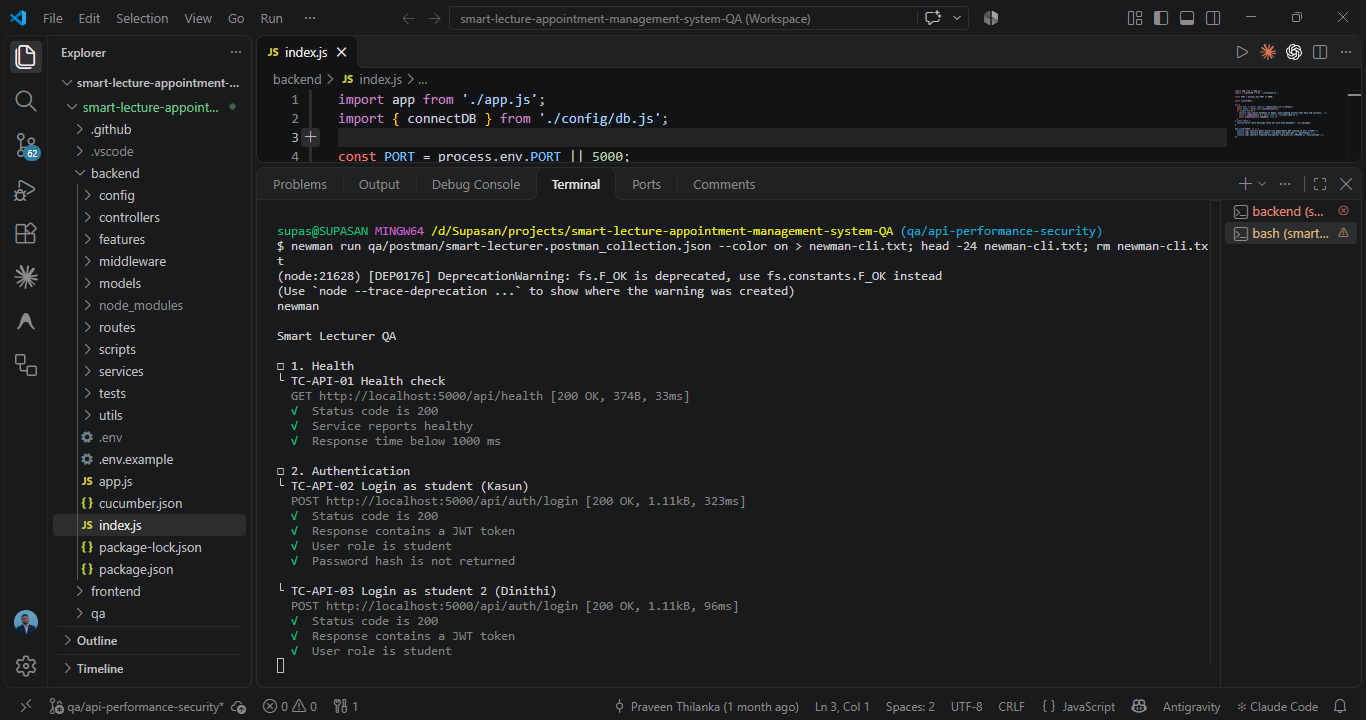 File Edit Selection View Go Run ···
smart-lecture-appointment-management-system-QA (Workspace)
Explorer
smart-lecture-appointment-...
smart-lecture-appoint...
.github
.vscode
backend
config
controllers
features
middleware
models
node_modules
routes
scripts
services
tests
utils
.env
.env.example
JS app.js
{} cucumber.json
JS index.js
{} package-lock.json
{} package.json
frontend
qa
Outline
Timeline
62
JS index.js
backend > JS index.js > ...
1 import app from './app.js';
2 import { connectDB } from './config/db.js';
3
4 const PORT = process.env.PORT || 5000;
Problems Output Debug Console Terminal Ports Comments
backend (s...
bash (smart...
supas@SUPASAN MINGW64 /d/Supasan/projects/smart-lecture-appointment-management-system-QA (qa/api-performance-security)
$ newman run qa/postman/smart-lecturer.postman_collection.json --color on > newman-cli.txt; head -24 newman-cli.txt; rm newman-cli.tx
t
(node:21628) [DEP0176] DeprecationWarning: fs.F_OK is deprecated, use fs.constants.F_OK instead
(Use `node --trace-deprecation ...` to show where the warning was created)
newman

Smart Lecturer QA

□ 1. Health
└ TC-API-01 Health check
GET http://localhost:5000/api/health [200 OK, 374B, 33ms]
√ Status code is 200
√ Service reports healthy
√ Response time below 1000 ms

□ 2. Authentication
└ TC-API-02 Login as student (Kasun)
POST http://localhost:5000/api/auth/login [200 OK, 1.11kB, 323ms]
√ Status code is 200
√ Response contains a JWT token
√ User role is student
√ Password hash is not returned

└ TC-API-03 Login as student 2 (Dinithi)
POST http://localhost:5000/api/auth/login [200 OK, 1.11kB, 96ms]
√ Status code is 200
√ Response contains a JWT token
√ User role is student
qa/api-performance-security* 0 0 1 Praveen Thilanka (1 month ago) Ln 3, Col 1 Spaces: 2 UTF-8 CRLF {} JavaScript Antigravity Claude Code